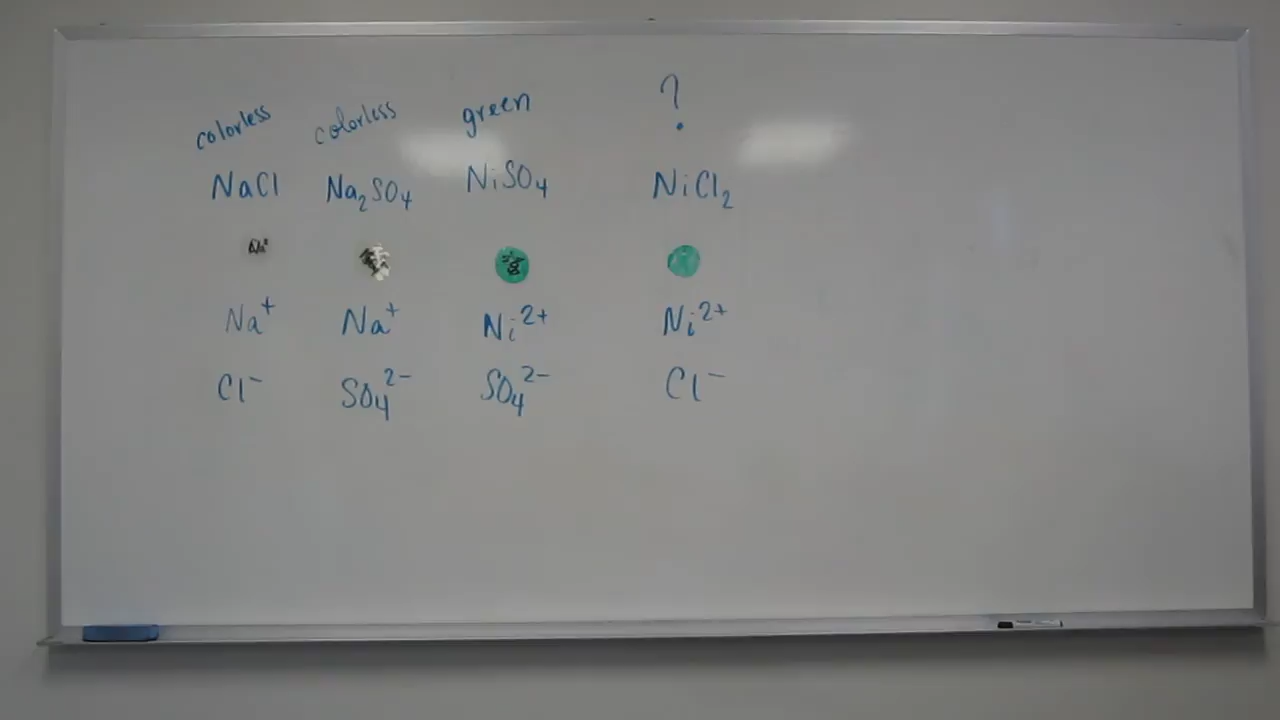 colorless colorless green ?
NaCl Na₂SO₄ NiSO₄ NiCl₂
Na⁺ Na⁺ Ni²⁺ Ni²⁺
Cl⁻ SO₄²⁻ SO₄²⁻ Cl⁻